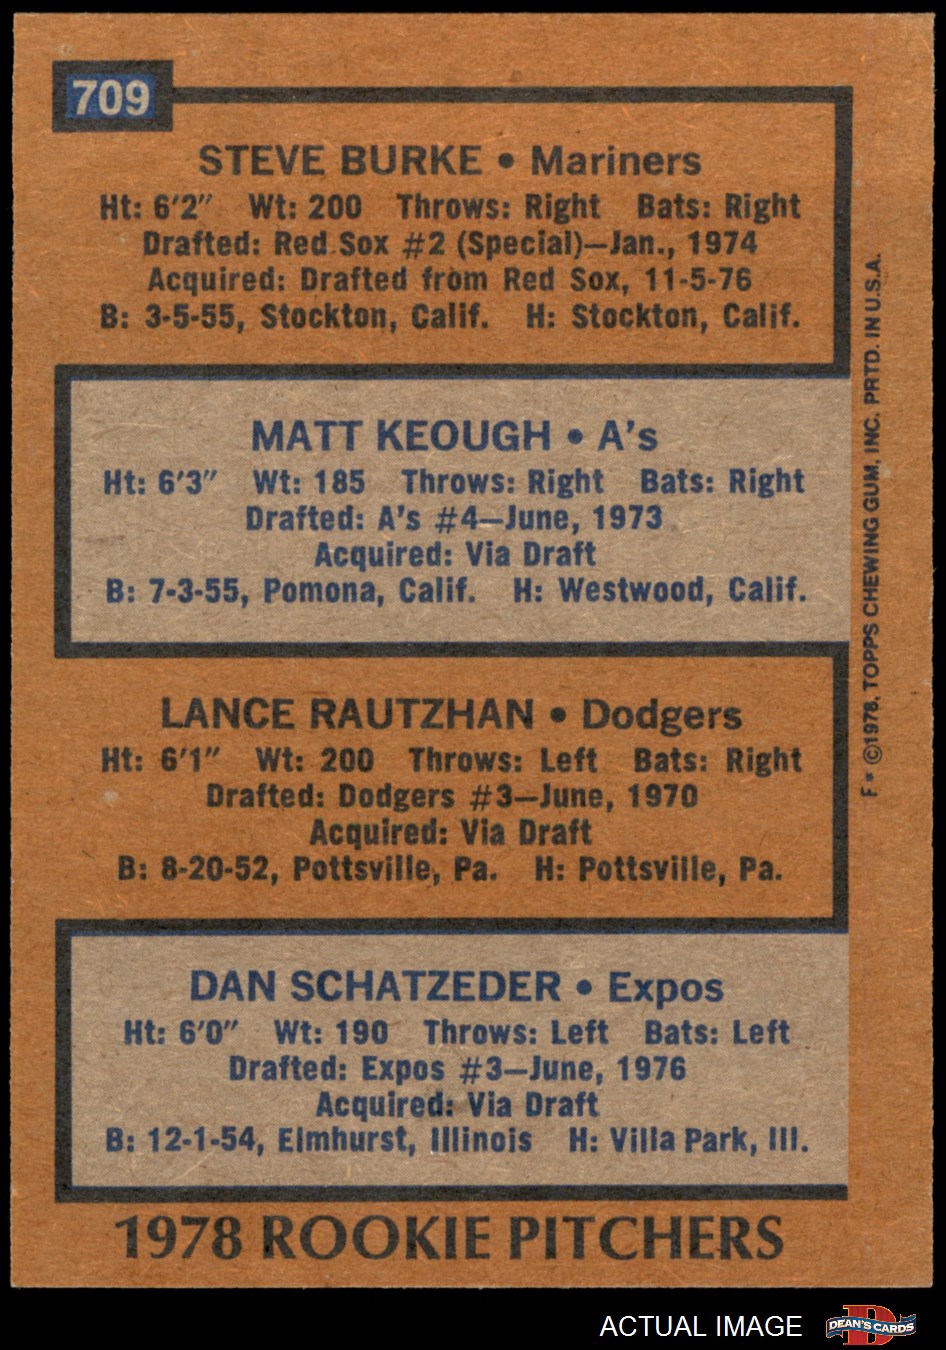 709
STEVE BURKE • Mariners
Ht: 6'2" Wt: 200 Throws: Right Bats: Right
Drafted: Red Sox #2 (Special)—Jan., 1974
Acquired: Drafted from Red Sox, 11-5-76
B: 3-5-55, Stockton, Calif. H: Stockton, Calif.
MATT KEOUGH • A's
Ht: 6'3" Wt: 185 Throws: Right Bats: Right
Drafted: A's #4—June, 1973
Acquired: Via Draft
B: 7-3-55, Pomona, Calif. H: Westwood, Calif.
LANCE RAUTZHAN • Dodgers
Ht: 6'1" Wt: 200 Throws: Left Bats: Right
Drafted: Dodgers #3—June, 1970
Acquired: Via Draft
B: 8-20-52, Pottsville, Pa. H: Pottsville, Pa.
DAN SCHATZEDER • Expos
Ht: 6'0" Wt: 190 Throws: Left Bats: Left
Drafted: Expos #3—June, 1976
Acquired: Via Draft
B: 12-1-54, Elmhurst, Illinois H: Villa Park, Ill.
1978 ROOKIE PITCHERS
F* ©1978, TOPPS CHEWING GUM, INC. PRTD. IN U.S.A.
ACTUAL IMAGE
D
DEAN'S CARDS